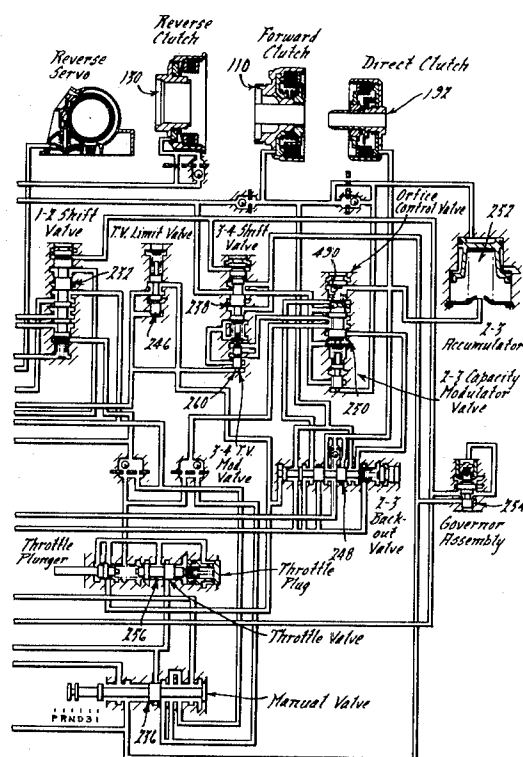 Reverse
Clutch
Forward
Clutch
Direct Clutch
Reverse
Servo
130
110
192
Orifice
Control Valve
252
1-2 Shift
Valve
T.V. Limit Valve
3-4 Shift
Valve
490
232
238
246
2-3
Accumulator
260
250
2-3 Capacity
Modulator
Valve
3-4 T.V.
Mod.
Valve
248
2-3
Back-
out Valve
254
Governor
Assembly
Throttle
Plunger
Throttle
Plug
256
Throttle Valve
Manual Valve
PRND31
236